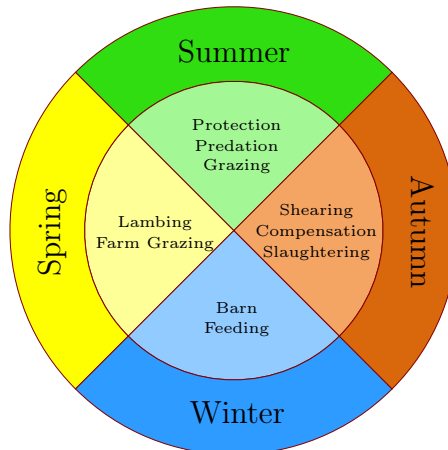 Summer
Protection
Predation
Grazing
Spring
Lambing
Farm Grazing
Shearing
Compensation
Slaughtering
Autumn
Barn
Feeding
Winter